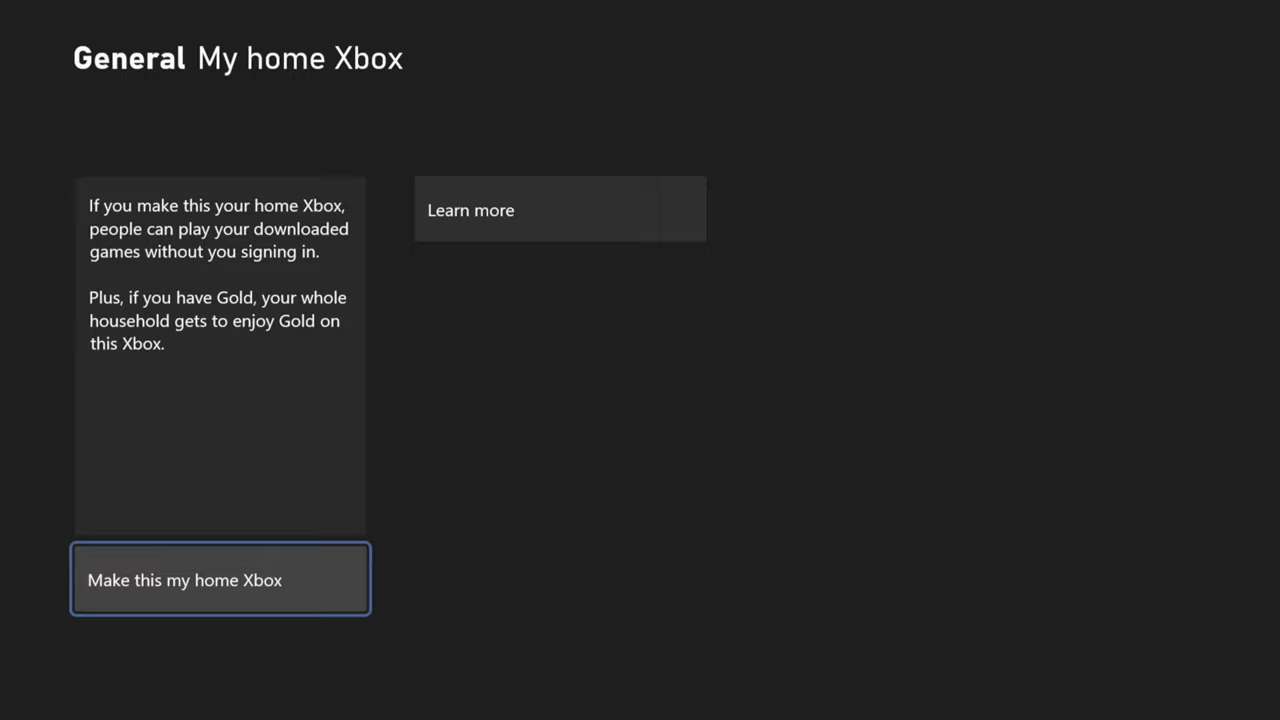 General My home Xbox
If you make this your home Xbox,
people can play your downloaded
games without you signing in.
Plus, if you have Gold, your whole
household gets to enjoy Gold on
this Xbox.
Make this my home Xbox
Learn more